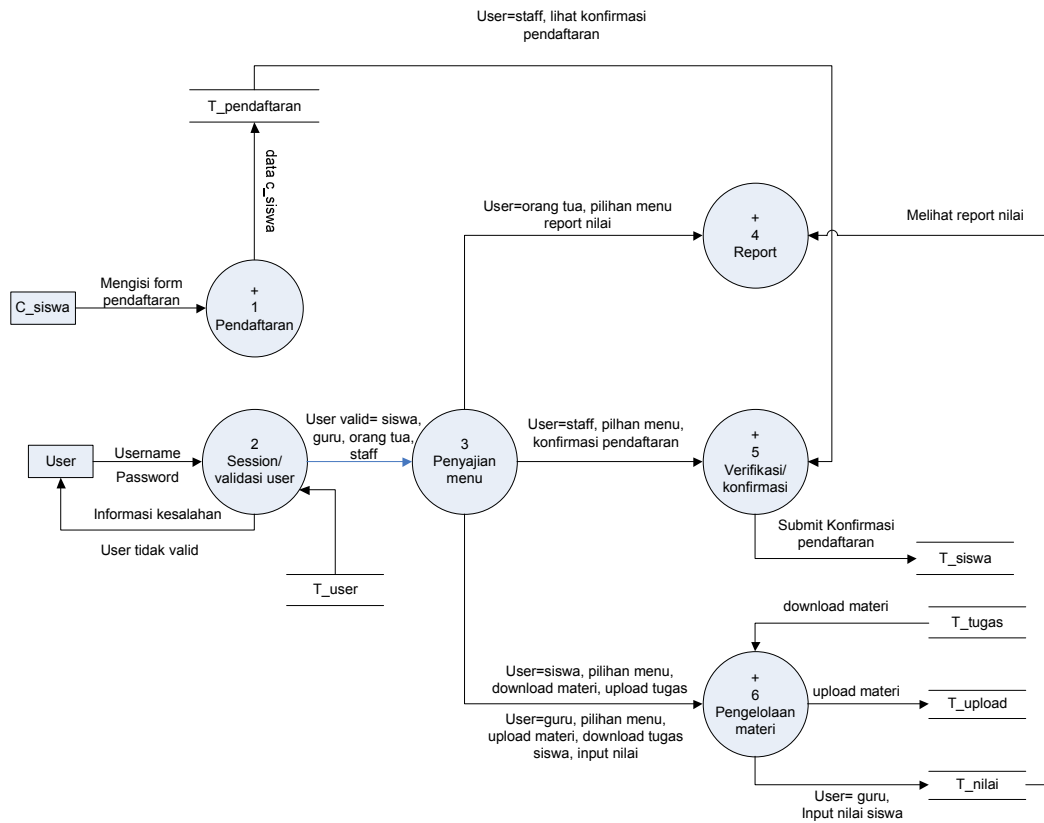 User=staff, lihat konfirmasi
pendaftaran
T_pendaftaran
data c_siswa
User=orang tua, pilihan menu
report nilai
+
4
Report
Melihat report nilai
C_siswa
Mengisi form
pendaftaran
+
1
Pendaftaran
User
Username
Password
Informasi kesalahan
User tidak valid
2
Session/
validasi user
User valid= siswa,
guru, orang tua,
staff
T_user
3
Penyajian
menu
User=staff, pilhan menu,
konfirmasi pendaftaran
+
5
Verifikasi/
konfirmasi
Submit Konfirmasi
pendaftaran
T_siswa
download materi
T_tugas
User=siswa, pilihan menu,
download materi, upload tugas
User=guru, pilihan menu,
upload materi, download tugas
siswa, input nilai
+
6
Pengelolaan
materi
upload materi
T_upload
User= guru,
Input nilai siswa
T_nilai